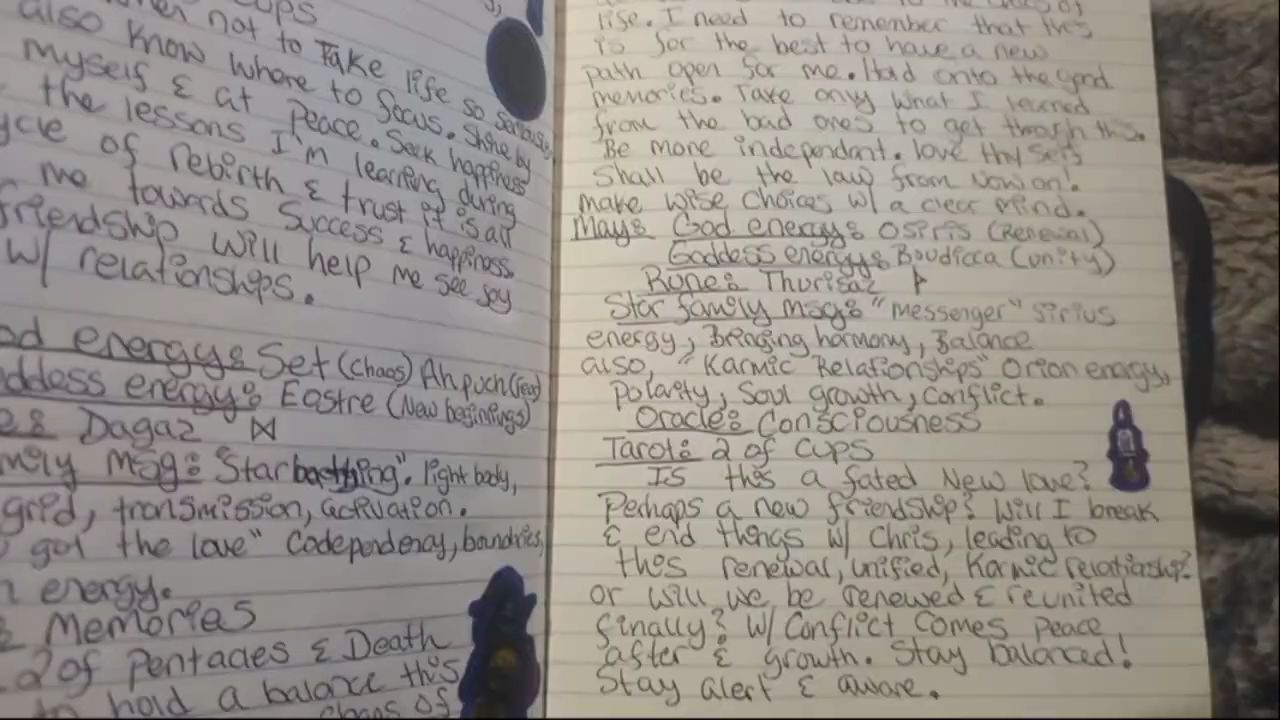 cups
not to Take life so serious
also know where to focus. Shine by
myself & at peace. Seek happiness
the lessons I'm learning during
cycle of rebirth & trust it is all
me towards success & happiness.
friendship will help me see joy
w/ relationships.
od energy: Set (chaos) Ah puch (fear)
ddess energy: Eostre (New beginnings)
e: Dagaz ᛞ
mily msg: "Star bathing". light body,
grid, transmission, activation.
got the love" Codependency, boundries,
n energy.
: Memories
2 of Pentacles & Death
to hold a balance this
chaos of
lise. I need to remember that this
is for the best to have a new
path open for me. Hold onto the good
memories. Take only what I learned
from the bad ones to get through this.
Be more independant. love thy self
shall be the law from now on!
make wise choices w/ a clear mind.
May: God energy: Osiris (Renewal)
Goddess energy: Boudicca (unity)
Rune: Thurisaz ᚦ
Star family msg: "messenger" Sirius
energy, Bringing harmony, Balance
also, "Karmic Relationships" Orion energy,
polarity, Soul growth, conflict.
Oracle: Consciousness
Tarot: 2 of cups
Is this a fated New love?
Perhaps a new friendship? Will I break
& end things w/ Chris, leading to
this renewal, unified, Karmic relationship?
or will we be renewed & reunited
finally? w/ Conflict comes peace
after & growth. Stay balanced!
Stay alert & aware.